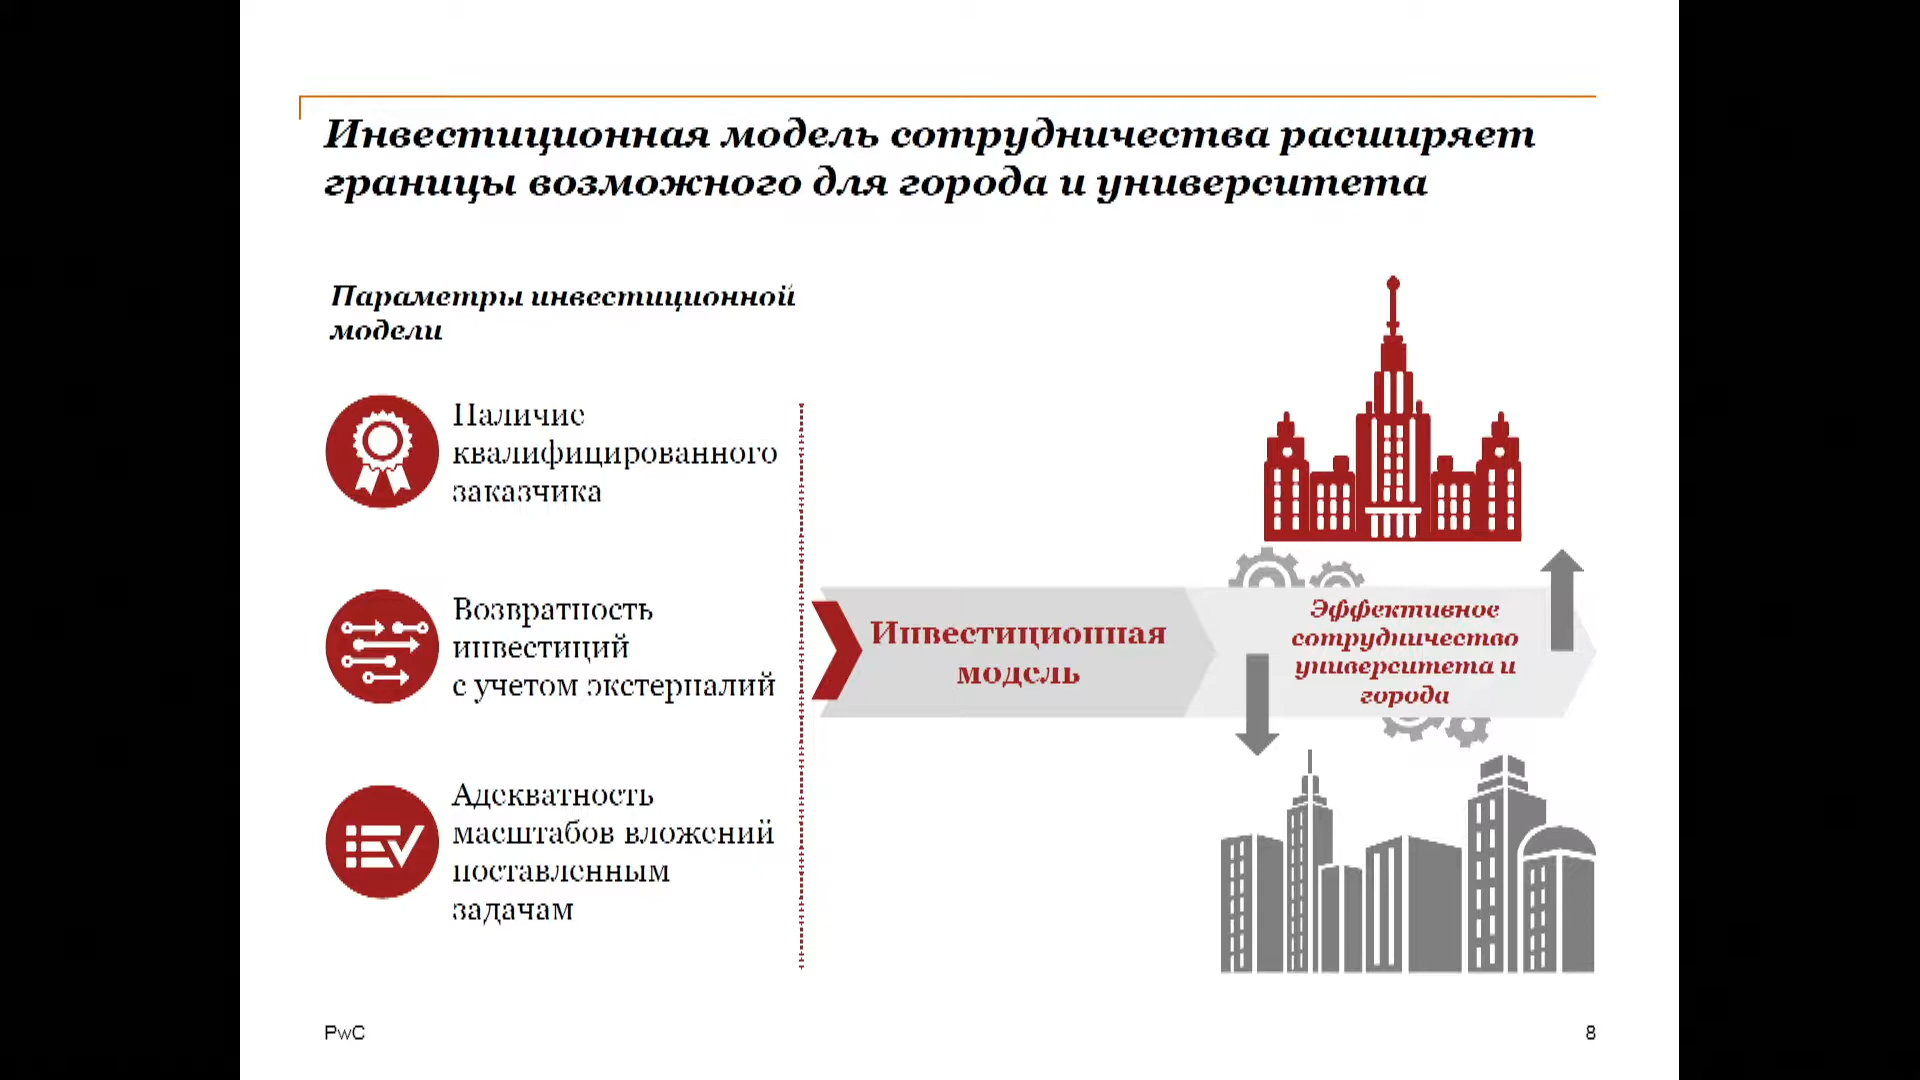 Инвестиционная модель сотрудничества расширяет
границы возможного для города и университета
Параметры инвестиционной
модели
Наличие
квалифицированного
заказчика
Возвратность
инвестиций
с учетом экстерналий
Адекватность
масштабов вложений
поставленным
задачам
Инвестиционная
модель
Эффективное
сотрудничество
университета и
города
PwC
8